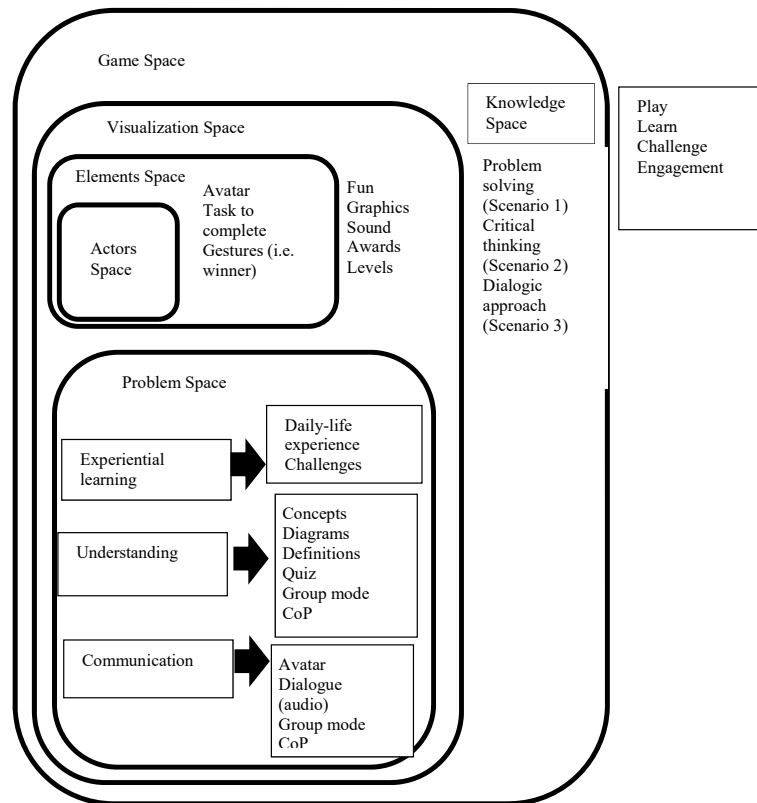 Game Space
Knowledge
Space
Play
Learn
Challenge
Engagement
Visualization Space
Elements Space
Avatar
Task to
complete
Gestures (i.e.
winner)
Fun
Graphics
Sound
Awards
Levels
Problem
solving
(Scenario 1)
Critical
thinking
(Scenario 2)
Dialogic
approach
(Scenario 3)
Actors
Space
Problem Space
Experiential
learning
Daily-life
experience
Challenges
Understanding
Concepts
Diagrams
Definitions
Quiz
Group mode
CoP
Communication
Avatar
Dialogue
(audio)
Group mode
CoP